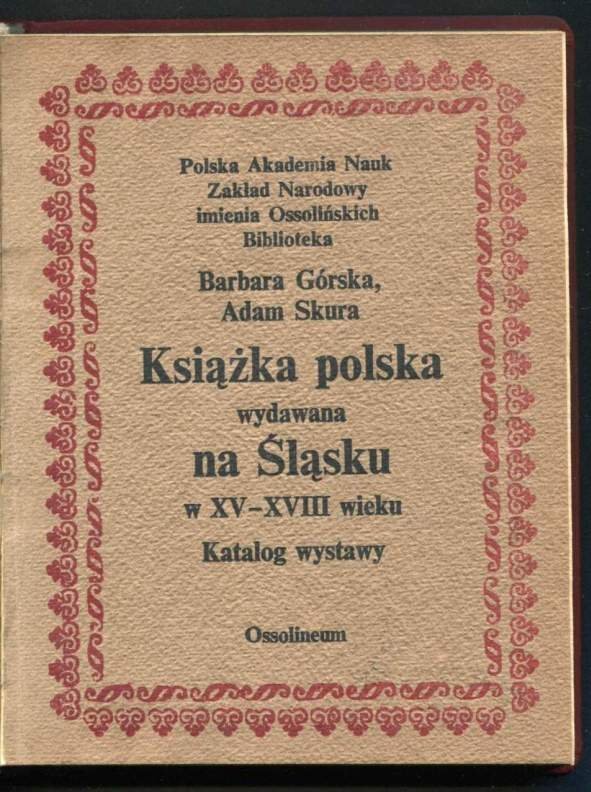 Polska Akademia Nauk
Zakład Narodowy
imienia Ossolińskich
Biblioteka
Barbara Górska,
Adam Skura
Książka polska
wydawana
na Śląsku
w XV–XVIII wieku
Katalog wystawy
Ossolineum